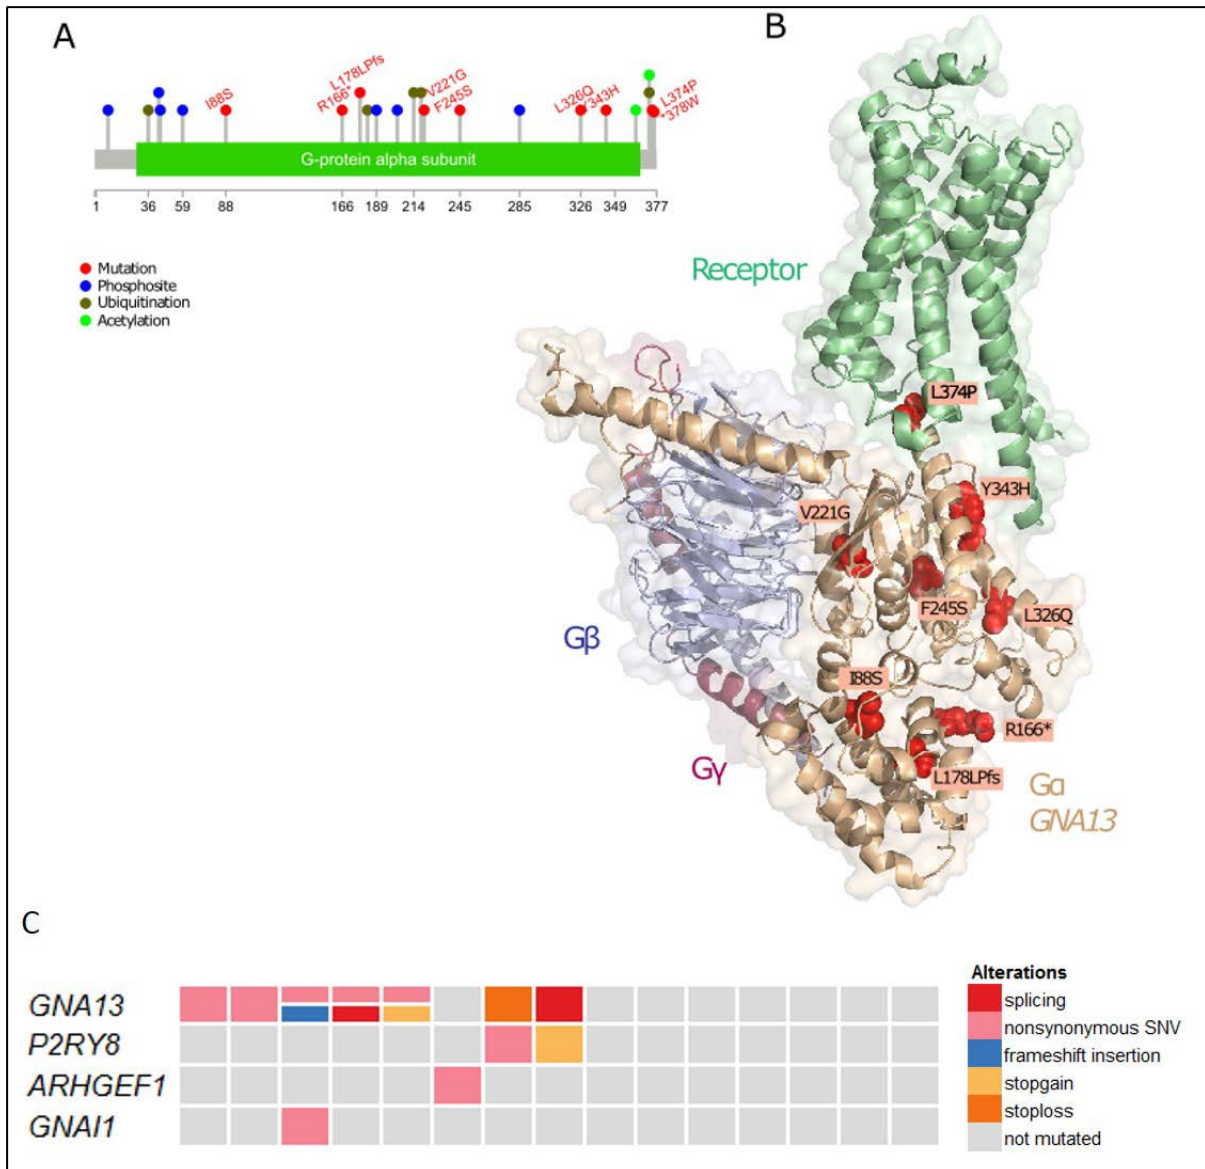 A
I88S
R166*
L178LPfs
V221G
F245S
L326Q
Y343H
L374P
*378W
G-protein alpha subunit
1 36 59 88 166 189 214 245 285 326 349 377
Mutation
Phosphosite
Ubiquitination
Acetylation
B
Receptor
L374P
Y343H
V221G
F245S
L326Q
Gβ
I88S
R166*
Gγ
L178LPfs
Gα
GNA13
C
Alterations
GNA13
splicing
nonsynonymous SNV
P2RY8
frameshift insertion
ARHGEF1
stopgain
stoploss
GNAI1
not mutated